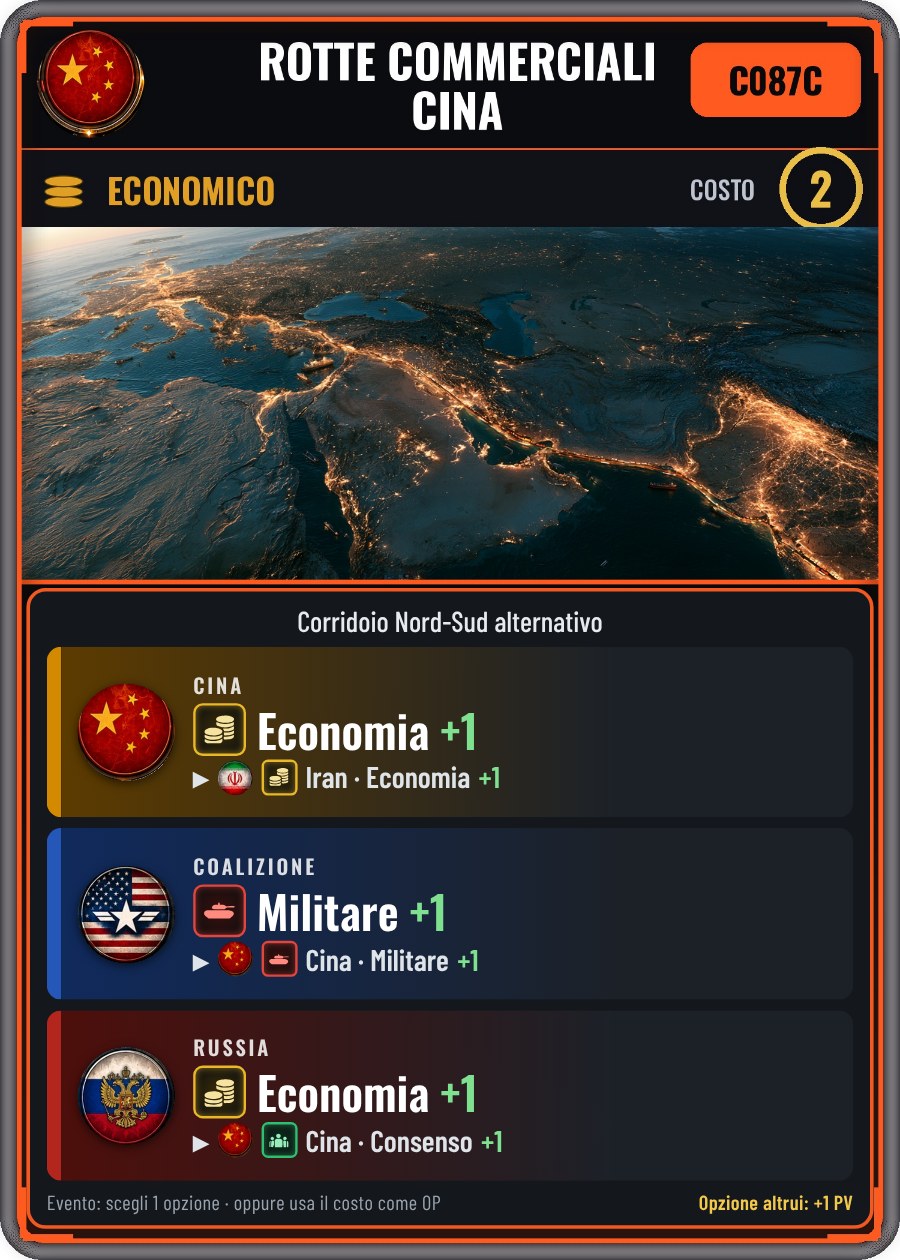 ROTTE COMMERCIALI
CINA
C087C
ECONOMICO
COSTO
2
Corridoio Nord-Sud alternativo
CINA
Economia +1
▶ Iran · Economia +1
COALIZIONE
Militare +1
▶ Cina · Militare +1
RUSSIA
Economia +1
▶ Cina · Consenso +1
Evento: scegli 1 opzione · oppure usa il costo come OP
Opzione altrui: +1 PV